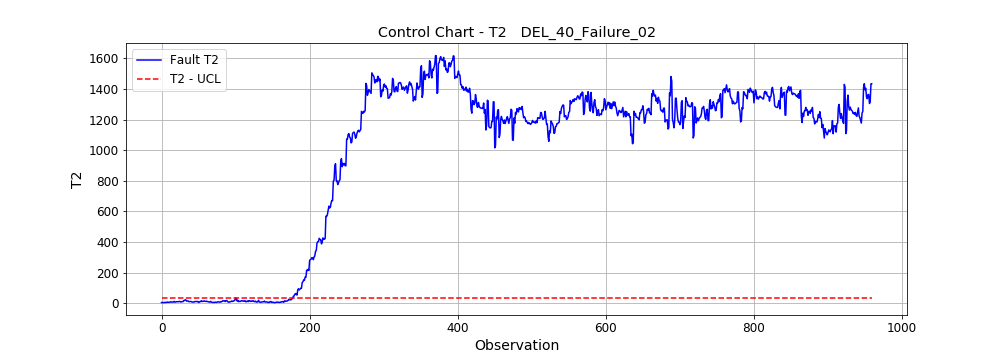 Control Chart - T2   DEL_40_Failure_02
Fault T2
T2 - UCL
T2
1600
1400
1200
1000
800
600
400
200
0
0 200 400 600 800 1000
Observation